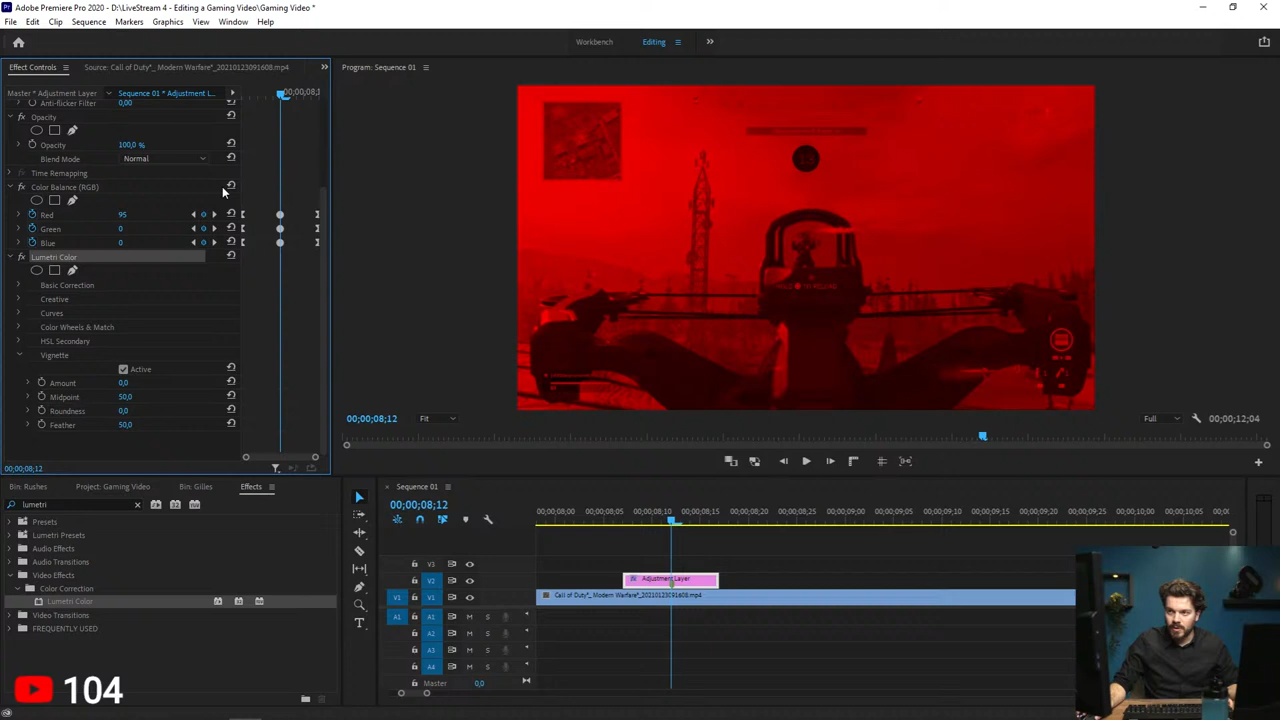 Adobe Premiere Pro 2020 - D:\LiveStream 4 - Editing a Gaming Video\Gaming Video *
File Edit Clip Sequence Markers Graphics View Window Help
Workbench Editing
Effect Controls Source: Call of Duty*_ Modern Warfare*_20210123091608.mp4 Program: Sequence 01
Master * Adjustment Layer Sequence 01 * Adjustment L... 00;00;08;1
Anti-flicker Filter 0,00
fx Opacity
Opacity 100,0 %
Blend Mode Normal
Time Remapping
fx Color Balance (RGB)
Red 95
Green 0
Blue 0
fx Lumetri Color
Basic Correction
Creative
Curves
Color Wheels & Match
HSL Secondary
Vignette
Active
Amount 0,0
Midpoint 50,0
Roundness 0,0
Feather 50,0
00;00;08;12 Fit Full 00;00;12;04
00;00;08;12
Bin: Rushes Project: Gaming Video Bin: Gilles Effects
lumetri
Presets
Lumetri Presets
Audio Effects
Audio Transitions
Video Effects
Color Correction
Lumetri Color
Video Transitions
FREQUENTLY USED
Sequence 01
00;00;08;12
00;00;08;00 00;00;08;05 00;00;08;10 00;00;08;15 00;00;08;20 00;00;08;25 00;00;09;00 00;00;09;05 00;00;09;10 00;00;09;15 00;00;09;20 00;00;09;25 00;00;10;00 00;00;10;05 00;0
V3
V2 Adjustment Layer
V1 V1 Call of Duty*_ Modern Warfare*_20210123091608.mp4
A1 A1 M S
A2 M S
A3 M S
A4 M S
Master 0,0
104